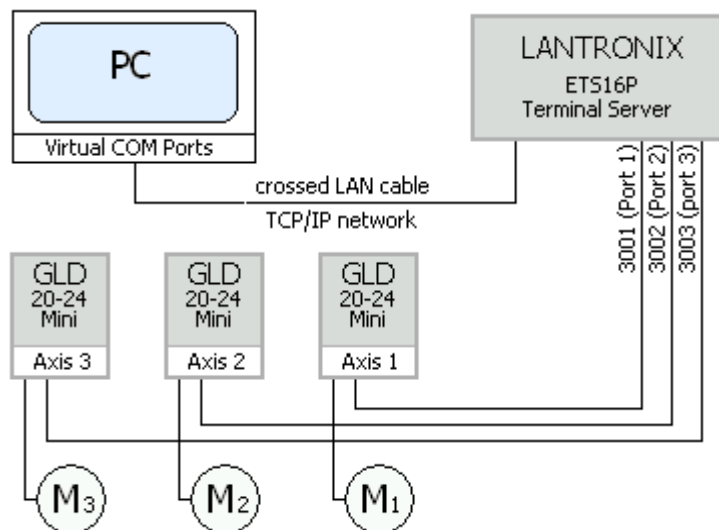 PC
Virtual COM Ports
LANTRONIX
ETS16P
Terminal Server
crossed LAN cable
TCP/IP network
3001 (Port 1)
3002 (Port 2)
3003 (port 3)
GLD
20-24
Mini
Axis 3
GLD
20-24
Mini
Axis 2
GLD
20-24
Mini
Axis 1
M3
M2
M1